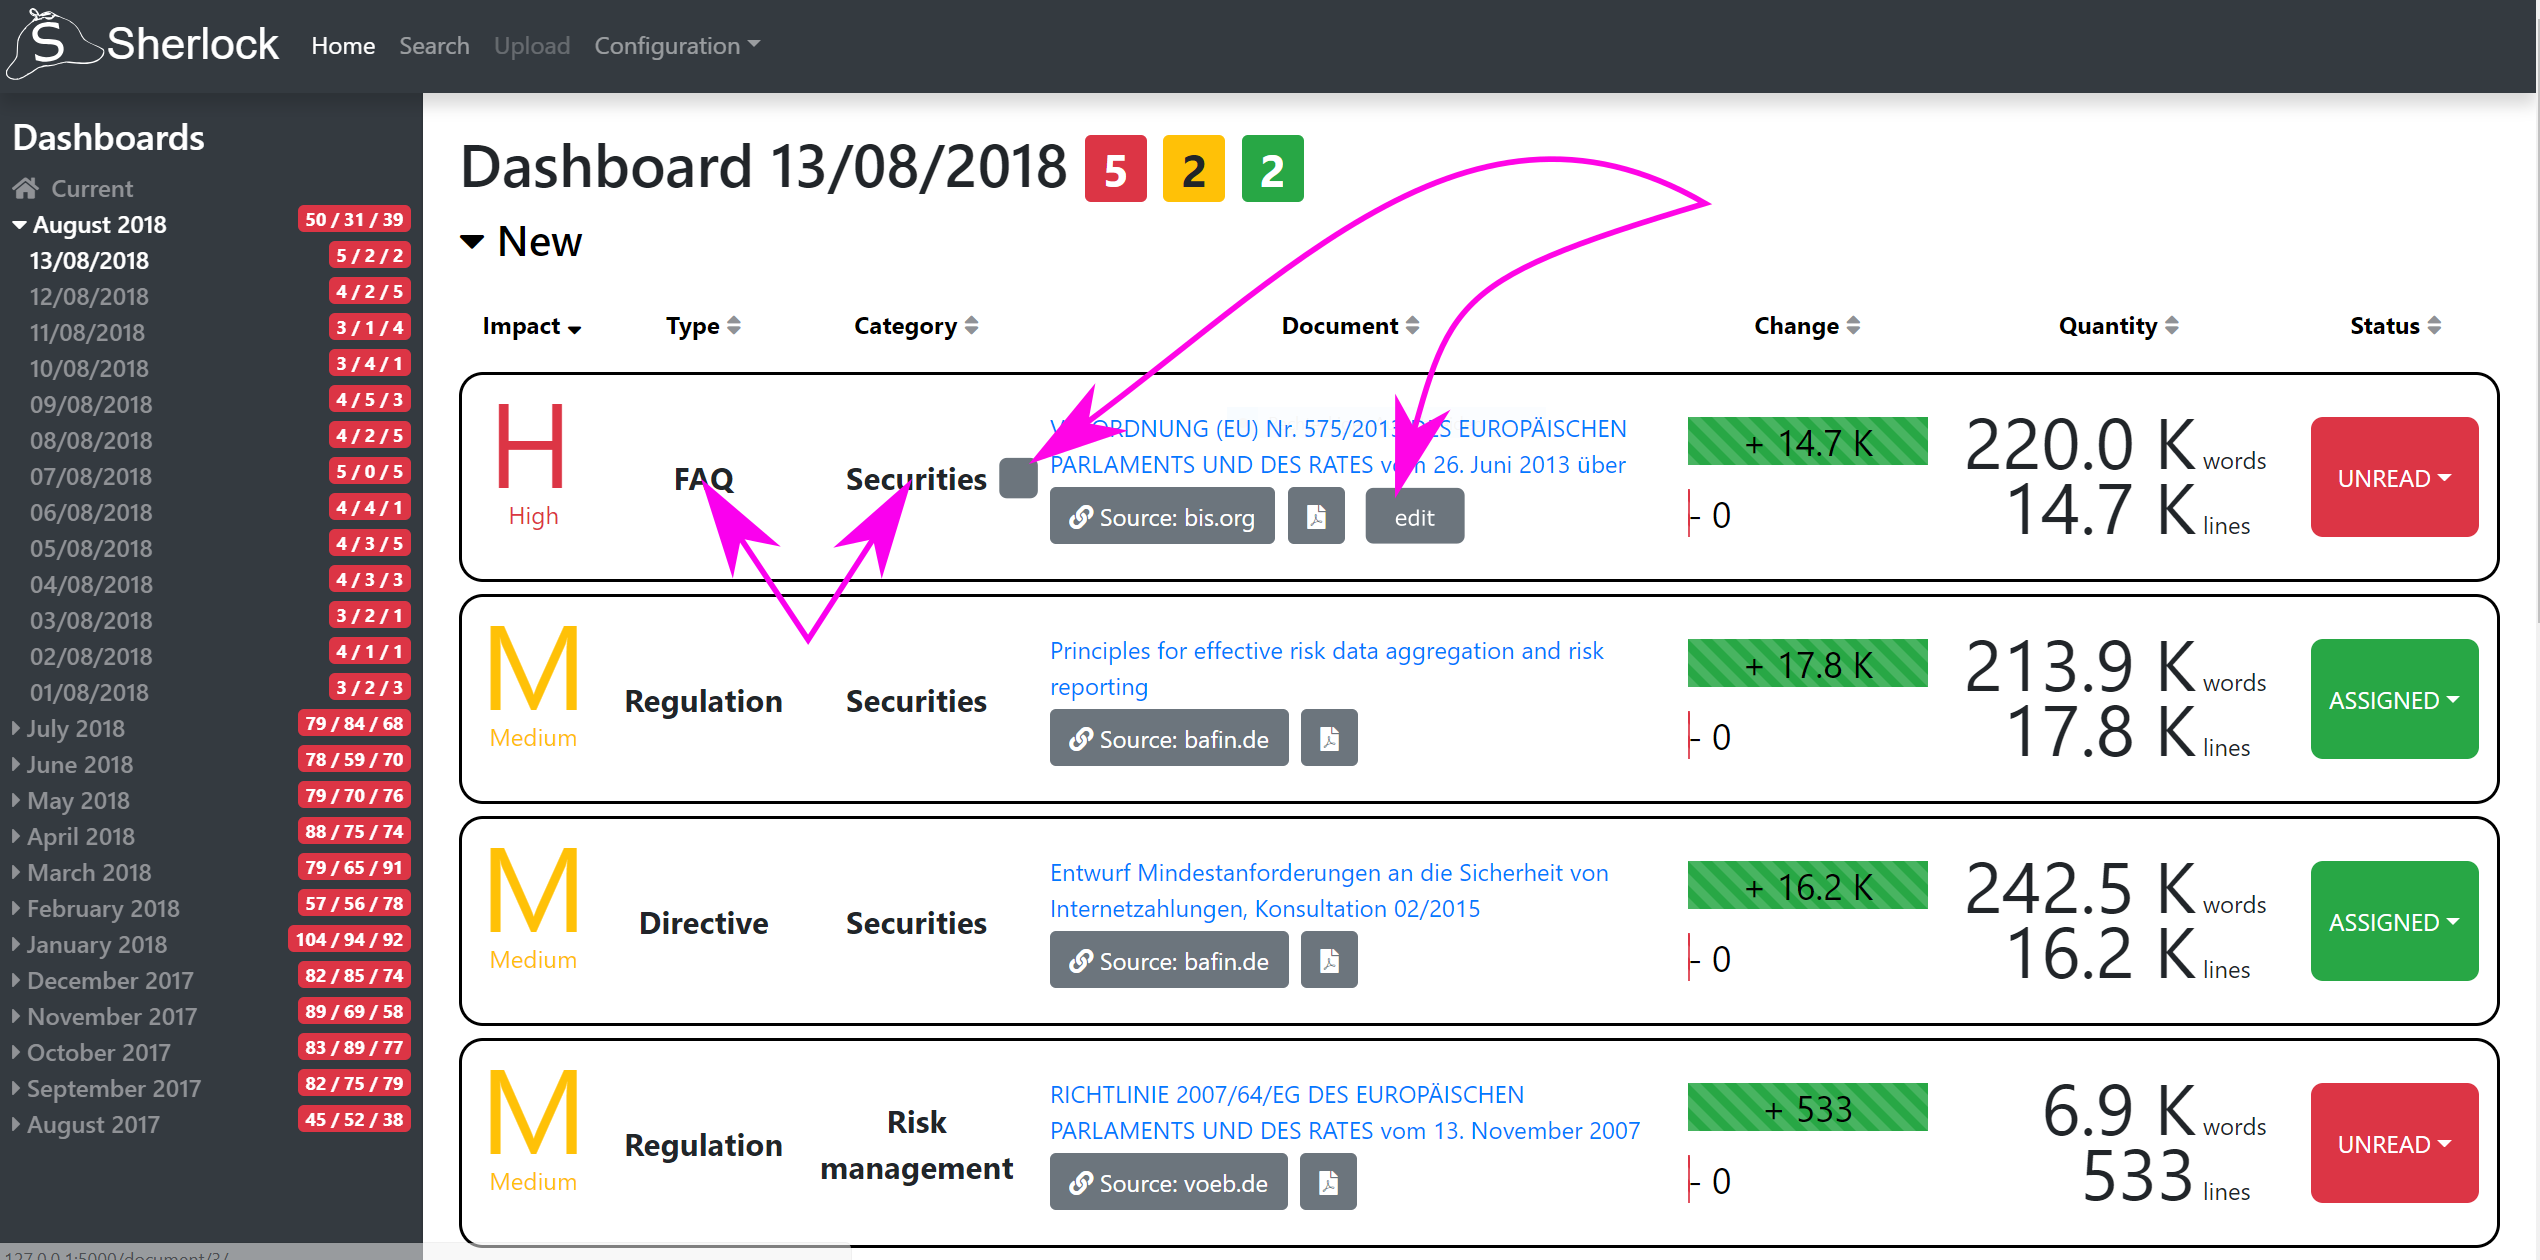 S Sherlock Home Search Upload Configuration
Dashboards
Current
August 2018 50 / 31 / 39
13/08/2018 5 / 2 / 2
12/08/2018 4 / 2 / 5
11/08/2018 3 / 1 / 4
10/08/2018 3 / 4 / 1
09/08/2018 4 / 5 / 3
08/08/2018 4 / 2 / 5
07/08/2018 5 / 0 / 5
06/08/2018 4 / 4 / 1
05/08/2018 4 / 3 / 5
04/08/2018 4 / 3 / 3
03/08/2018 3 / 2 / 1
02/08/2018 4 / 1 / 1
01/08/2018 3 / 2 / 3
July 2018 79 / 84 / 68
June 2018 78 / 59 / 70
May 2018 79 / 70 / 76
April 2018 88 / 75 / 74
March 2018 79 / 65 / 91
February 2018 57 / 56 / 78
January 2018 104 / 94 / 92
December 2017 82 / 85 / 74
November 2017 89 / 69 / 58
October 2017 83 / 89 / 77
September 2017 82 / 75 / 79
August 2017 45 / 52 / 38
127.0.0.1:5000/document/3/
Dashboard 13/08/2018 5 2 2
New
Impact Type Category Document Change Quantity Status
H
High
FAQ
Securities
(EU) Nr. 575/2013 DES EUROPÄISCHEN
PARLAMENTS UND DES RATES vom 26. Juni 2013 über
Source: bis.org edit
+ 14.7 K
- 0
220.0 K words
14.7 K lines
UNREAD
M
Medium
Regulation
Securities
Principles for effective risk data aggregation and risk
reporting
Source: bafin.de
+ 17.8 K
- 0
213.9 K words
17.8 K lines
ASSIGNED
M
Medium
Directive
Securities
Entwurf Mindestanforderungen an die Sicherheit von
Internetzahlungen, Konsultation 02/2015
Source: bafin.de
+ 16.2 K
- 0
242.5 K words
16.2 K lines
ASSIGNED
M
Medium
Regulation
Risk
management
RICHTLINIE 2007/64/EG DES EUROPÄISCHEN
PARLAMENTS UND DES RATES vom 13. November 2007
Source: voeb.de
+ 533
- 0
6.9 K words
533 lines
UNREAD